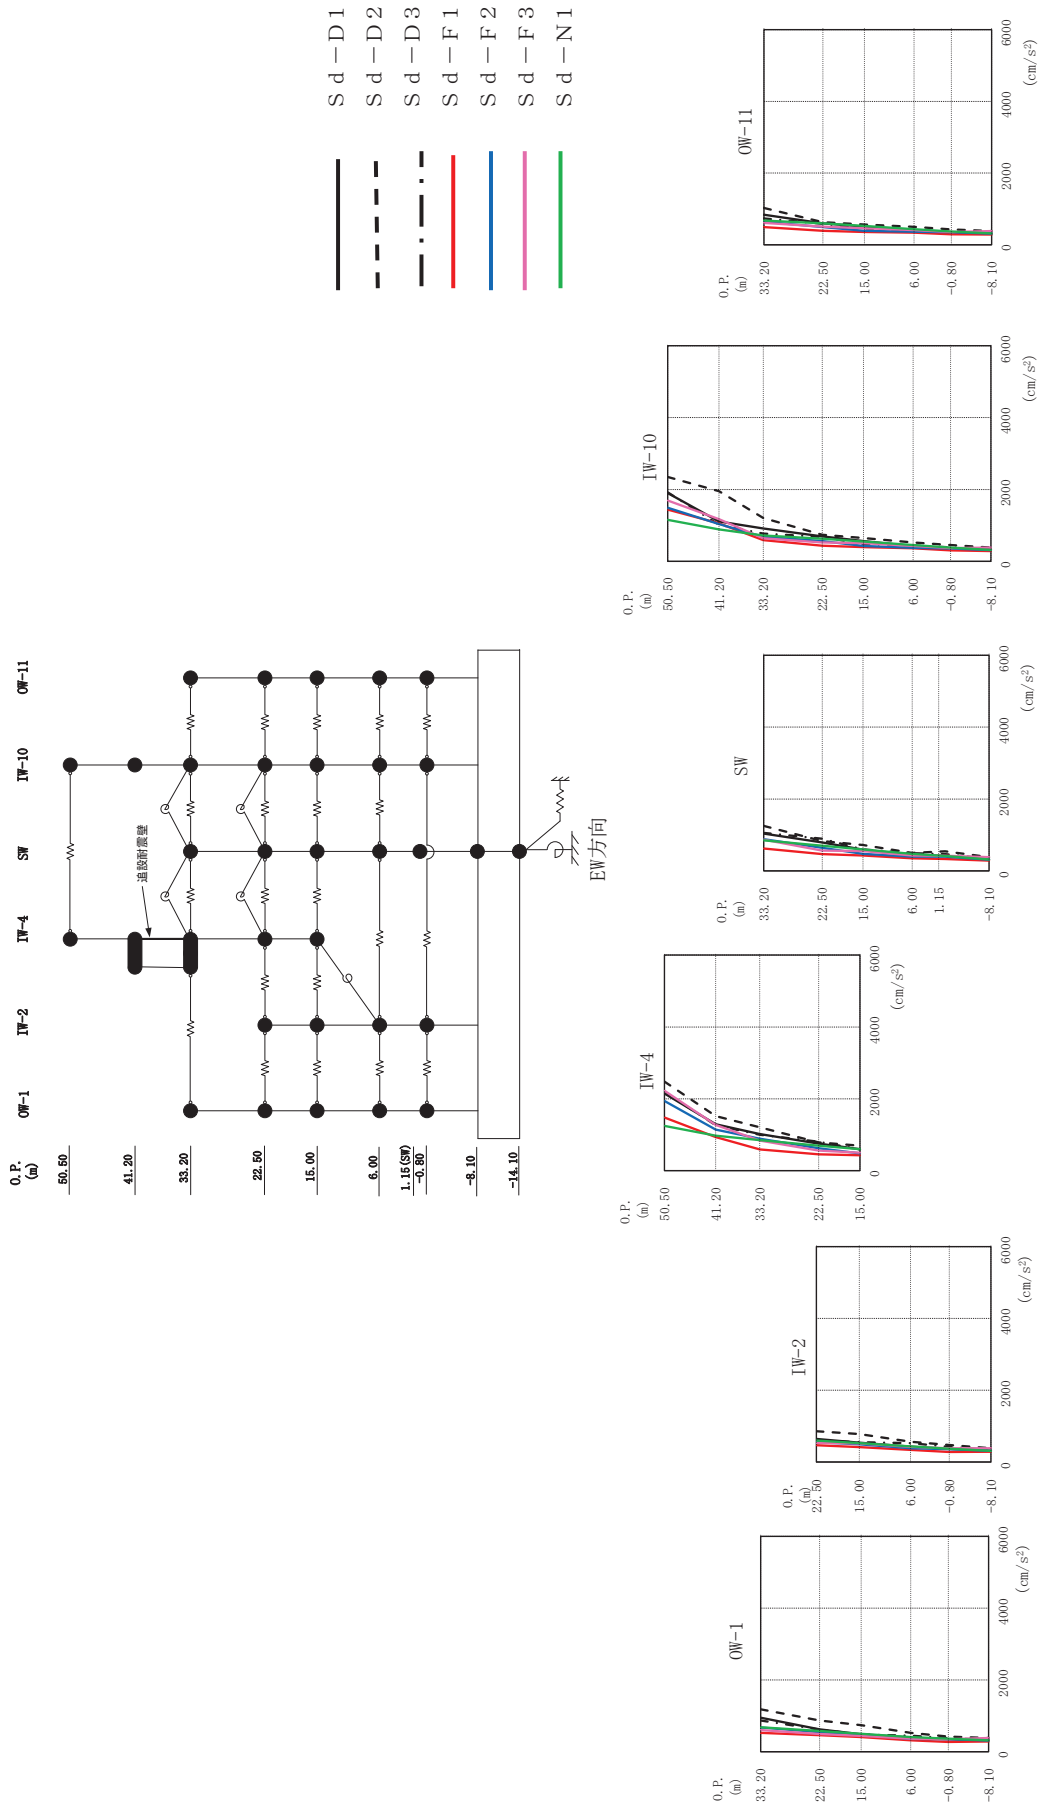 Ｓｄ－Ｄ１
Ｓｄ－Ｄ２
Ｓｄ－Ｄ３
Ｓｄ－Ｆ１
Ｓｄ－Ｆ２
Ｓｄ－Ｆ３
Ｓｄ－Ｎ１
O.P.
(m)
50.50
41.20
33.20
22.50
15.00
6.00
1.15(SW)
-0.80
-8.10
-14.10
OW-1
IW-2
IW-4
SW
IW-10
OW-11
追設耐震壁
EW方向
OW-1
O.P.
(m)
33.20
22.50
15.00
6.00
-0.80
-8.10
0
2000
4000
6000
(cm/s²)
IW-2
O.P.
(m)
22.50
15.00
6.00
-0.80
-8.10
0
2000
4000
6000
(cm/s²)
IW-4
O.P.
(m)
50.50
41.20
33.20
22.50
15.00
0
2000
4000
6000
(cm/s²)
SW
O.P.
(m)
33.20
22.50
15.00
6.00
1.15
-8.10
0
2000
4000
6000
(cm/s²)
IW-10
O.P.
(m)
50.50
41.20
33.20
22.50
15.00
6.00
-0.80
-8.10
0
2000
4000
6000
(cm/s²)
OW-11
O.P.
(m)
33.20
22.50
15.00
6.00
-0.80
-8.10
0
2000
4000
6000
(cm/s²)